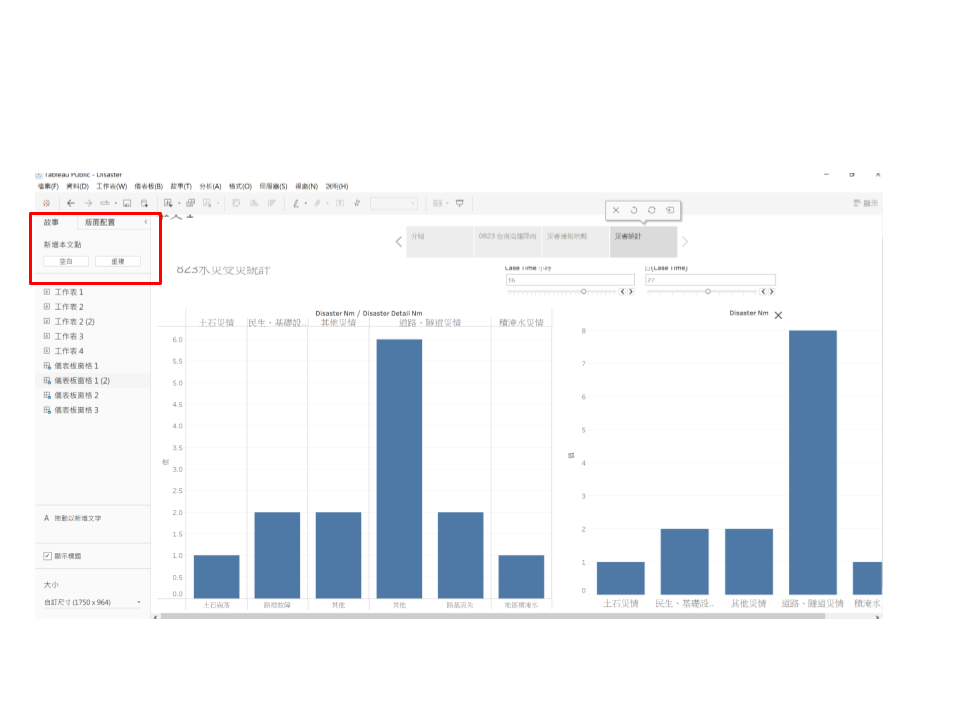 Tableau Public - Disaster
檔案(F) 資料(D) 工作表(W) 儀表板(B) 故事(T) 分析(A) 格式(O) 伺服器(S) 視窗(N) 說明(H)
顯示
故事 版面配置
新增本文點
空白 重複
工作表 1
工作表 2
工作表 2 (2)
工作表 3
工作表 4
儀表板窗格 1
儀表板窗格 1 (2)
儀表板窗格 2
儀表板窗格 3
A 拖動以新增文字
顯示標題
大小
自訂尺寸 (1750 x 964)
介紹 0823 台南高雄降雨 災害通報地點 災害統計
823水災受災統計
Case Time 小時
16
日(Case Time)
27
Disaster Nm / Disaster Detail Nm
土石災情 民生、基礎設.. 其他災情 道路、隧道災情 積淹水災情
6.0
5.5
5.0
4.5
4.0
3.5
3.0
2.5
2.0
1.5
1.0
0.5
0.0
值
土石崩落 路燈故障 其他 其他 路基流失 地區積淹水
Disaster Nm
8
7
6
5
4
3
2
1
0
值
土石災情 民生、基礎設.. 其他災情 道路、隧道災情 積淹水